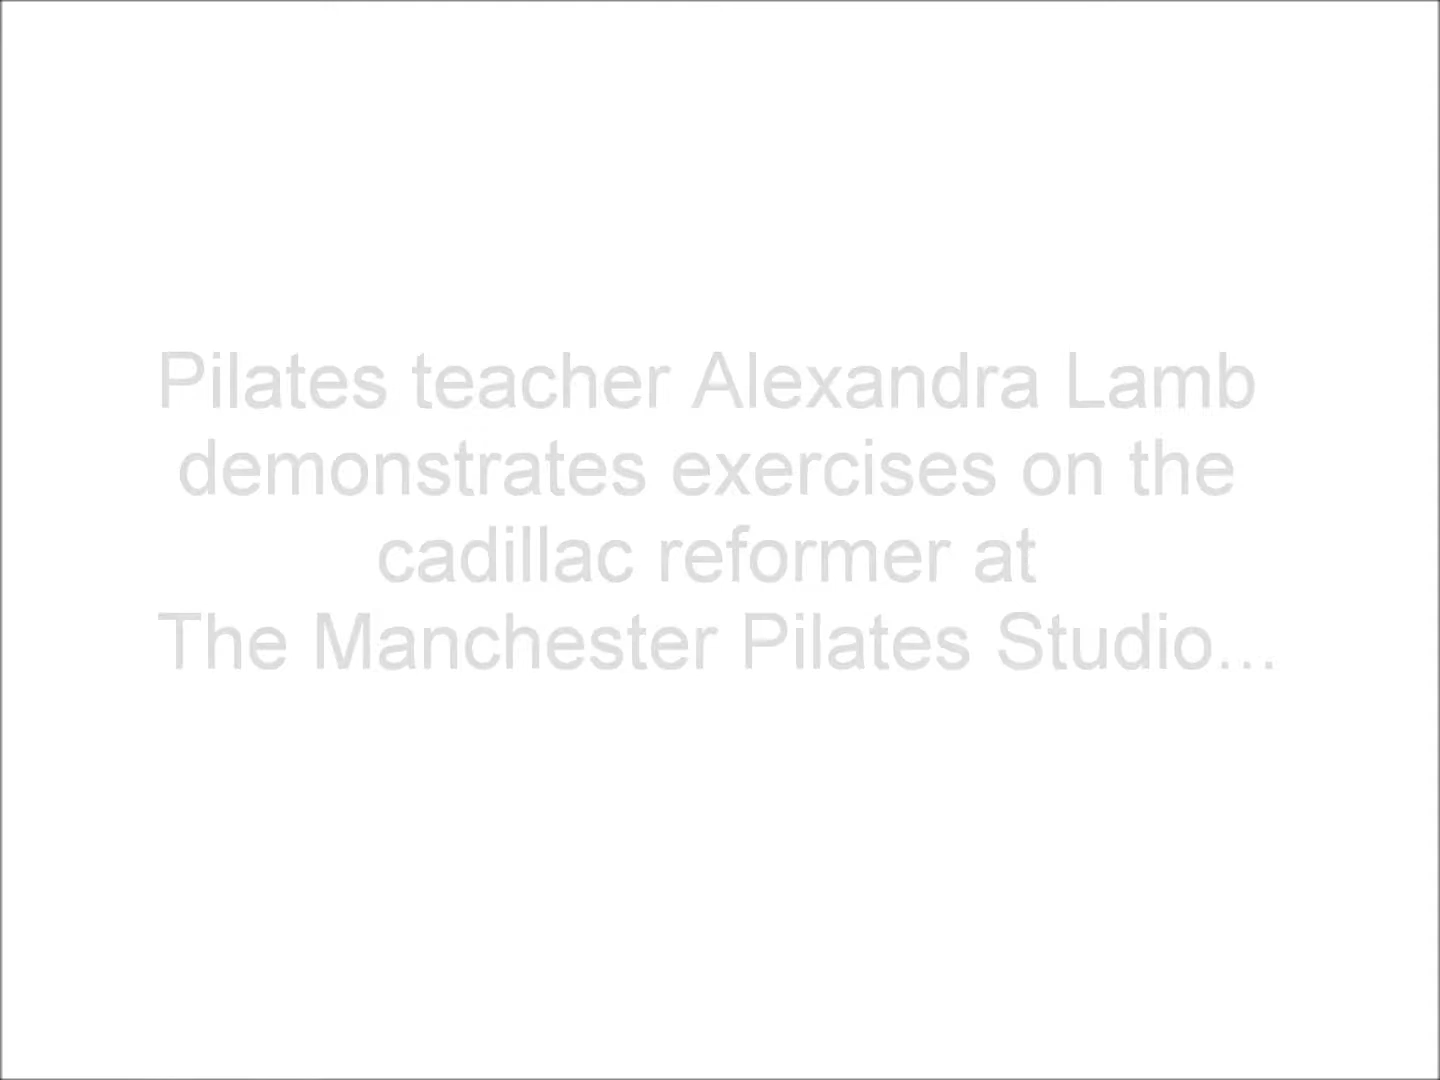 Pilates teacher Alexandra Lamb
demonstrates exercises on the
cadillac reformer at
The Manchester Pilates Studio...